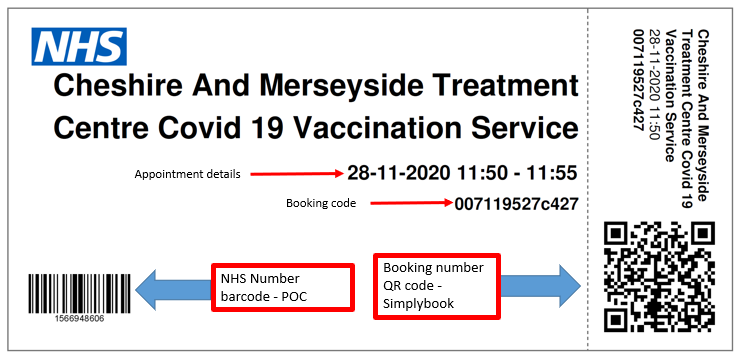 NHS
Cheshire And Merseyside Treatment
Centre Covid 19 Vaccination Service
Appointment details
28-11-2020 11:50 - 11:55
Booking code
007119527c427
NHS Number
barcode - POC
Booking number
QR code -
Simplybook
1566948606
Cheshire And Merseyside
Treatment Centre Covid 19
Vaccination Service
28-11-2020 11:50
007119527c427